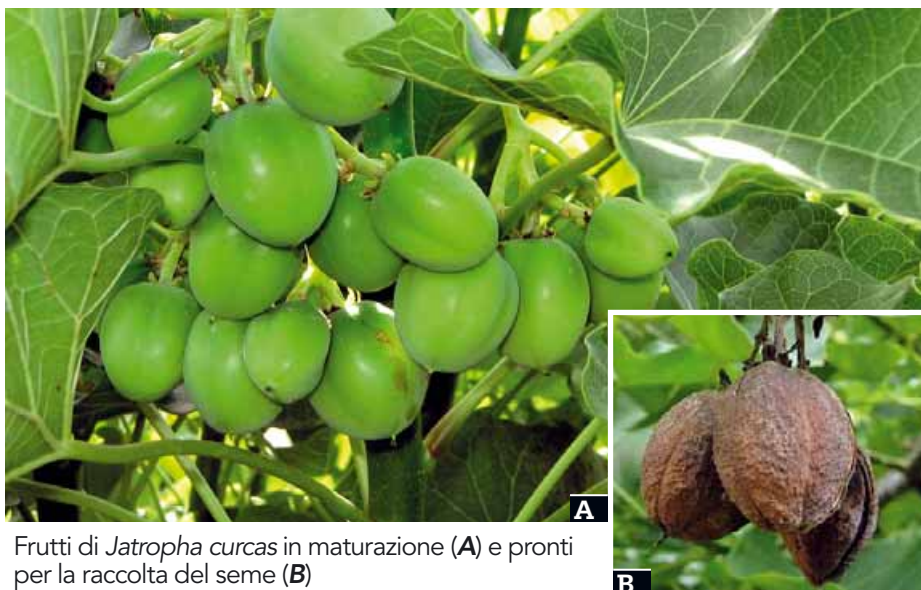 A
B
Frutti di Jatropha curcas in maturazione (A) e pronti
per la raccolta del seme (B)